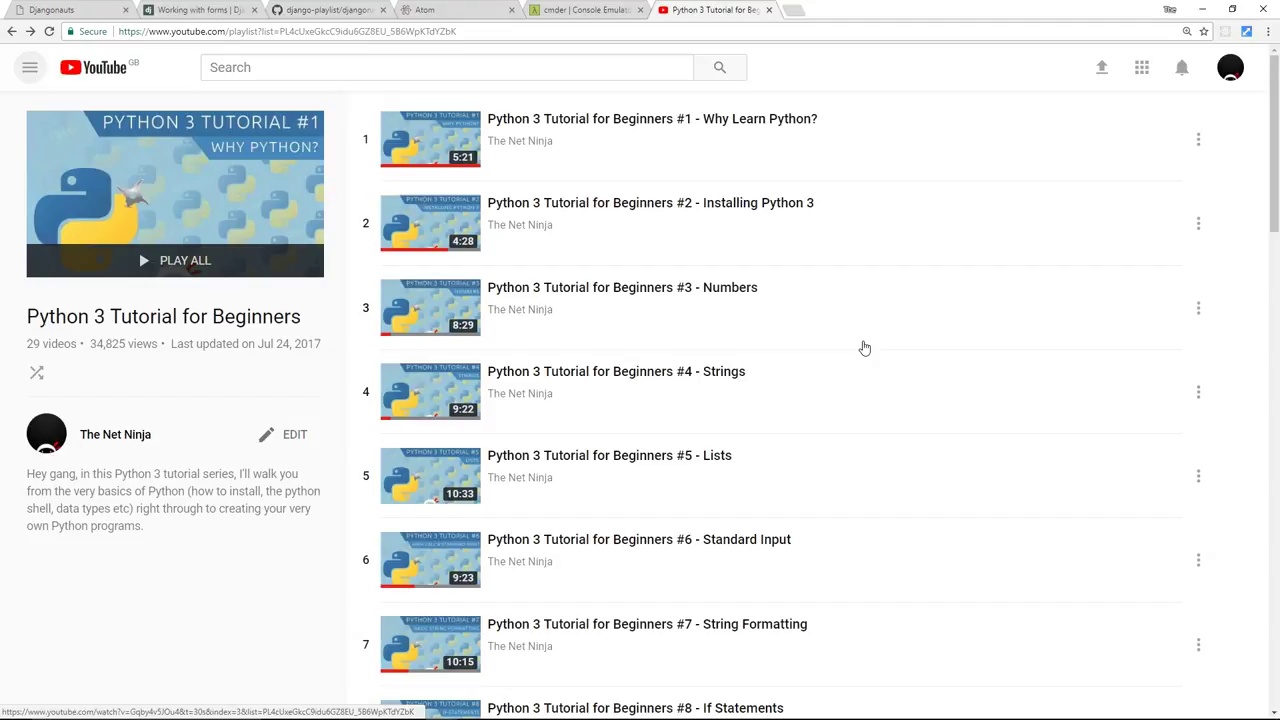 Djangonauts
Working with forms | Dj
django-playlist/djangon
Atom
cmder | Console Emulat
Python 3 Tutorial for Be
Secure
https://www.youtube.com/playlist?list=PL4cUxeGkcC9idu6GZ8EU_5B6WpKTdYZbK
YouTube GB
Search
PYTHON 3 TUTORIAL #1
WHY PYTHON?
PLAY ALL
Python 3 Tutorial for Beginners
29 videos • 34,825 views • Last updated on Jul 24, 2017
The Net Ninja
EDIT
Hey gang, in this Python 3 tutorial series, I'll walk you
from the very basics of Python (how to install, the python
shell, data types etc) right through to creating your very
own Python programs.
1
5:21
Python 3 Tutorial for Beginners #1 - Why Learn Python?
The Net Ninja
2
4:28
Python 3 Tutorial for Beginners #2 - Installing Python 3
The Net Ninja
3
8:29
Python 3 Tutorial for Beginners #3 - Numbers
The Net Ninja
4
9:22
Python 3 Tutorial for Beginners #4 - Strings
The Net Ninja
5
10:33
Python 3 Tutorial for Beginners #5 - Lists
The Net Ninja
6
9:23
Python 3 Tutorial for Beginners #6 - Standard Input
The Net Ninja
7
10:15
Python 3 Tutorial for Beginners #7 - String Formatting
The Net Ninja
Python 3 Tutorial for Beginners #8 - If Statements
https://www.youtube.com/watch?v=Gqby4v5JOu4&t=30s&index=3&list=PL4cUxeGkcC9idu6GZ8EU_5B6WpKTdYZbK